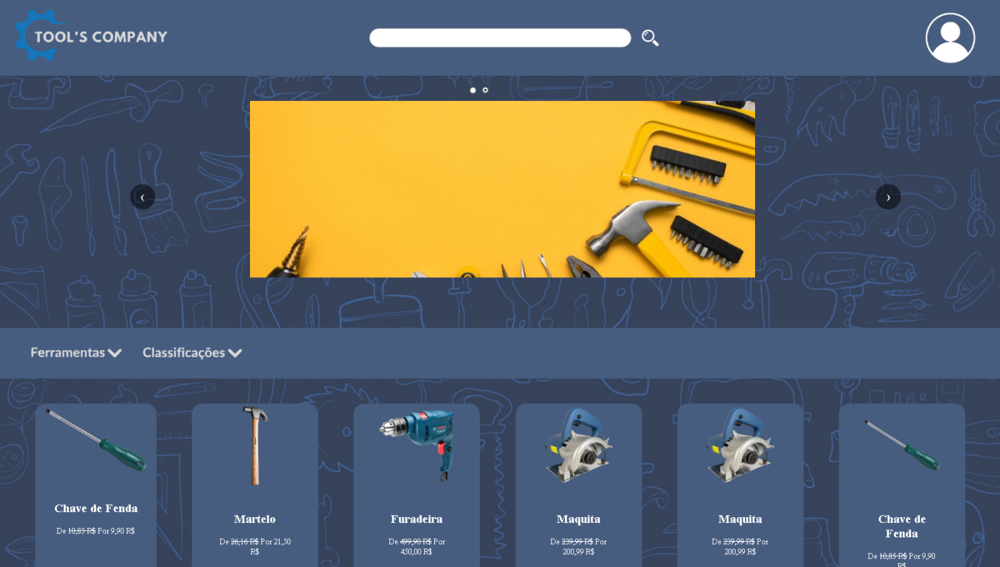 TOOL'S COMPANY
‹
›
Ferramentas
Classificações
Chave de Fenda
De 10,85 R$ Por 9,90 R$
Martelo
De 26,16 R$ Por 21,50
R$
Furadeira
De 499,90 R$ Por
450,00 R$
Maquita
De 239,99 R$ Por
200,99 R$
Maquita
De 239,99 R$ Por
200,99 R$
Chave de
Fenda
De 10,85 R$ Por 9,90
R$